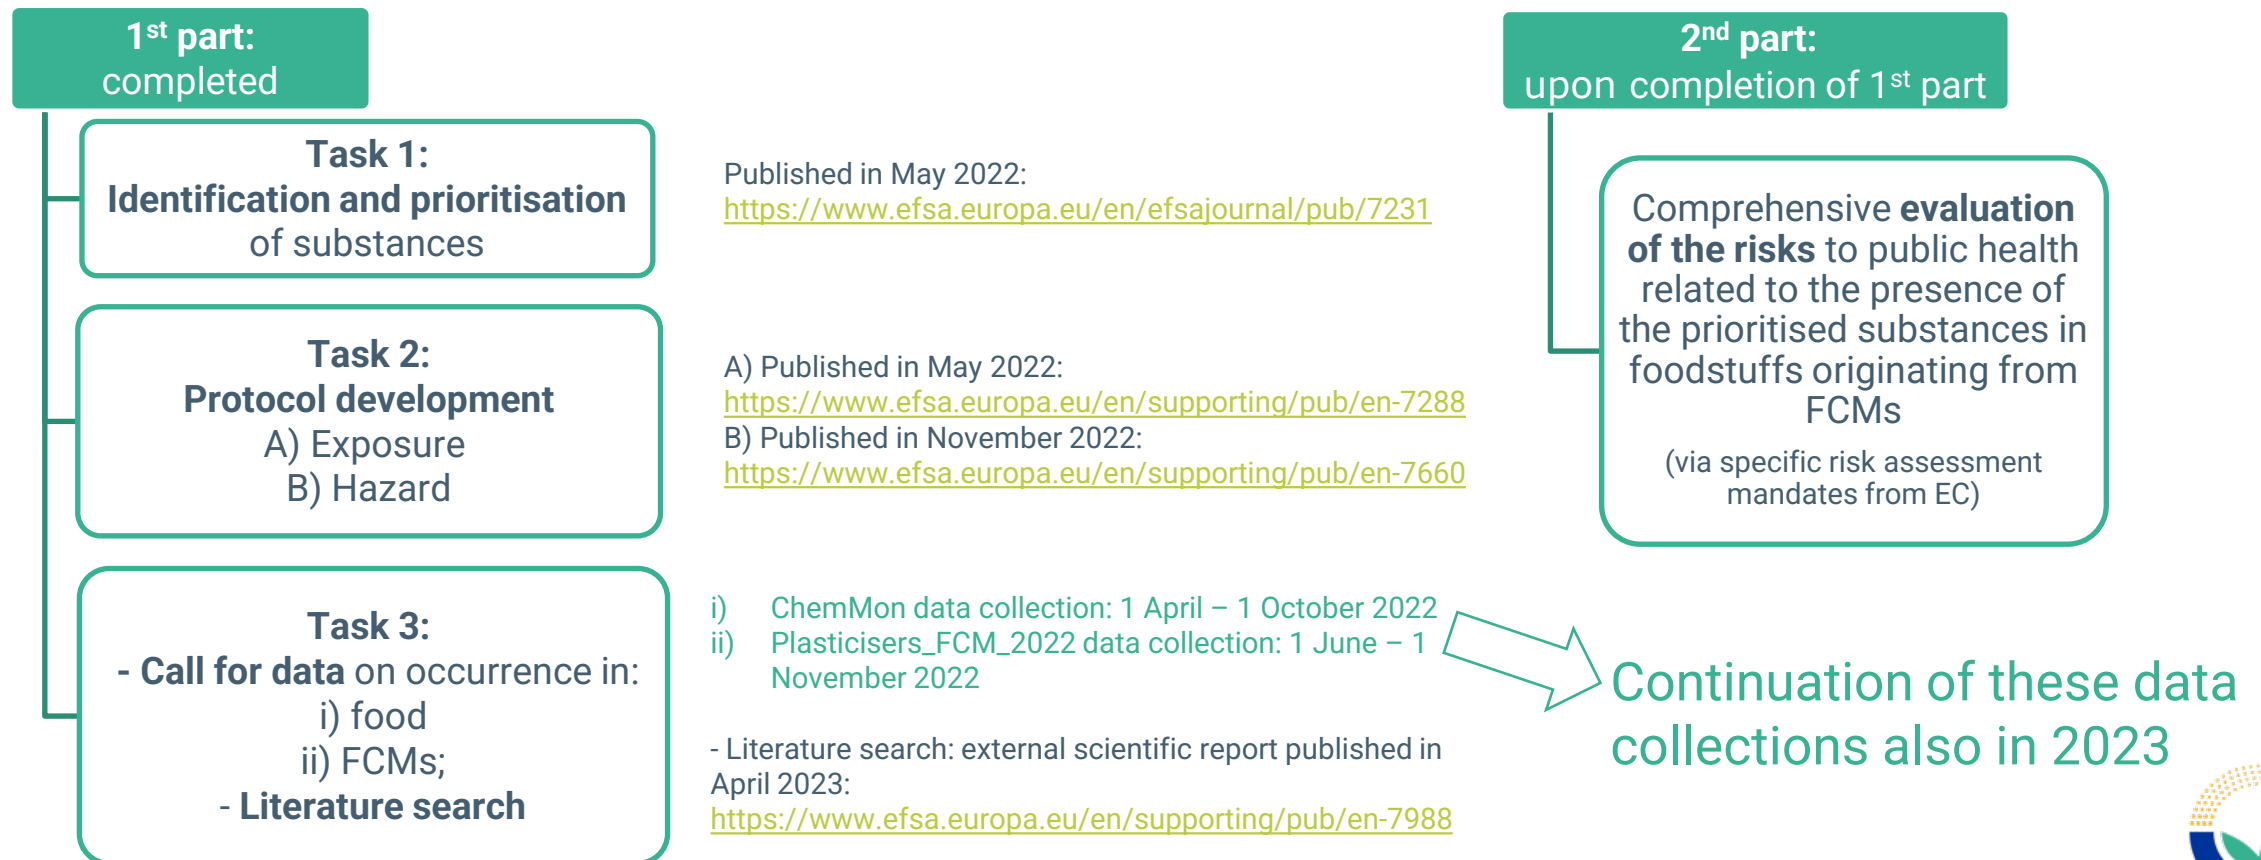 1st part:
completed
Task 1:
Identification and prioritisation
of substances
Published in May 2022:
https://www.efsa.europa.eu/en/efsajournal/pub/7231
Task 2:
Protocol development
A) Exposure
B) Hazard
A) Published in May 2022:
https://www.efsa.europa.eu/en/supporting/pub/en-7288
B) Published in November 2022:
https://www.efsa.europa.eu/en/supporting/pub/en-7660
Task 3:
- Call for data on occurrence in:
i) food
ii) FCMs;
- Literature search
i) ChemMon data collection: 1 April – 1 October 2022
ii) Plasticisers_FCM_2022 data collection: 1 June – 1
November 2022
- Literature search: external scientific report published in
April 2023:
https://www.efsa.europa.eu/en/supporting/pub/en-7988
2nd part:
upon completion of 1st part
Comprehensive evaluation
of the risks to public health
related to the presence of
the prioritised substances in
foodstuffs originating from
FCMs
(via specific risk assessment
mandates from EC)
Continuation of these data
collections also in 2023